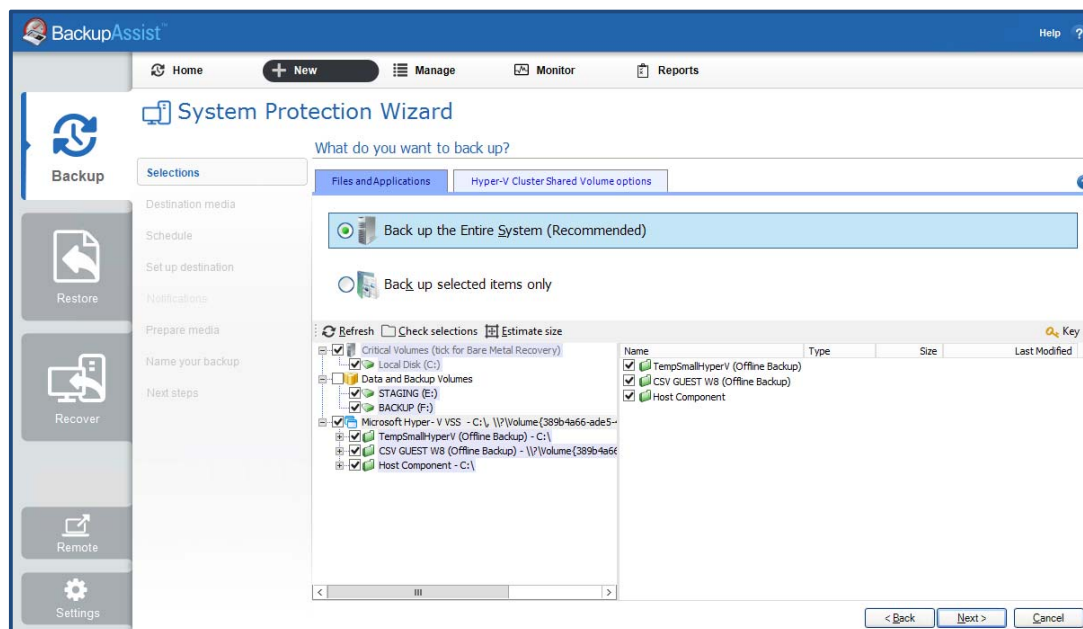 BackupAssist™
Help ?
Home
New
Manage
Monitor
Reports
System Protection Wizard
Backup
Restore
Recover
Remote
Settings
Selections
Destination media
Schedule
Set up destination
Notifications
Prepare media
Name your backup
Next steps
What do you want to back up?
Files and Applications
Hyper-V Cluster Shared Volume options
Back up the Entire System (Recommended)
Back up selected items only
Refresh Check selections Estimate size Key
Critical Volumes (tick for Bare Metal Recovery)
Local Disk (C:)
Data and Backup Volumes
STAGING (E:)
BACKUP (F:)
Microsoft Hyper-V VSS - C:\, \\?\Volume{389b4a66-ade5-
TempSmallHyperV (Offline Backup) - C:\
CSV GUEST W8 (Offline Backup) - \\?\Volume{389b4a66
Host Component - C:\
Name Type Size Last Modified
TempSmallHyperV (Offline Backup)
CSV GUEST W8 (Offline Backup)
Host Component
< Back Next > Cancel